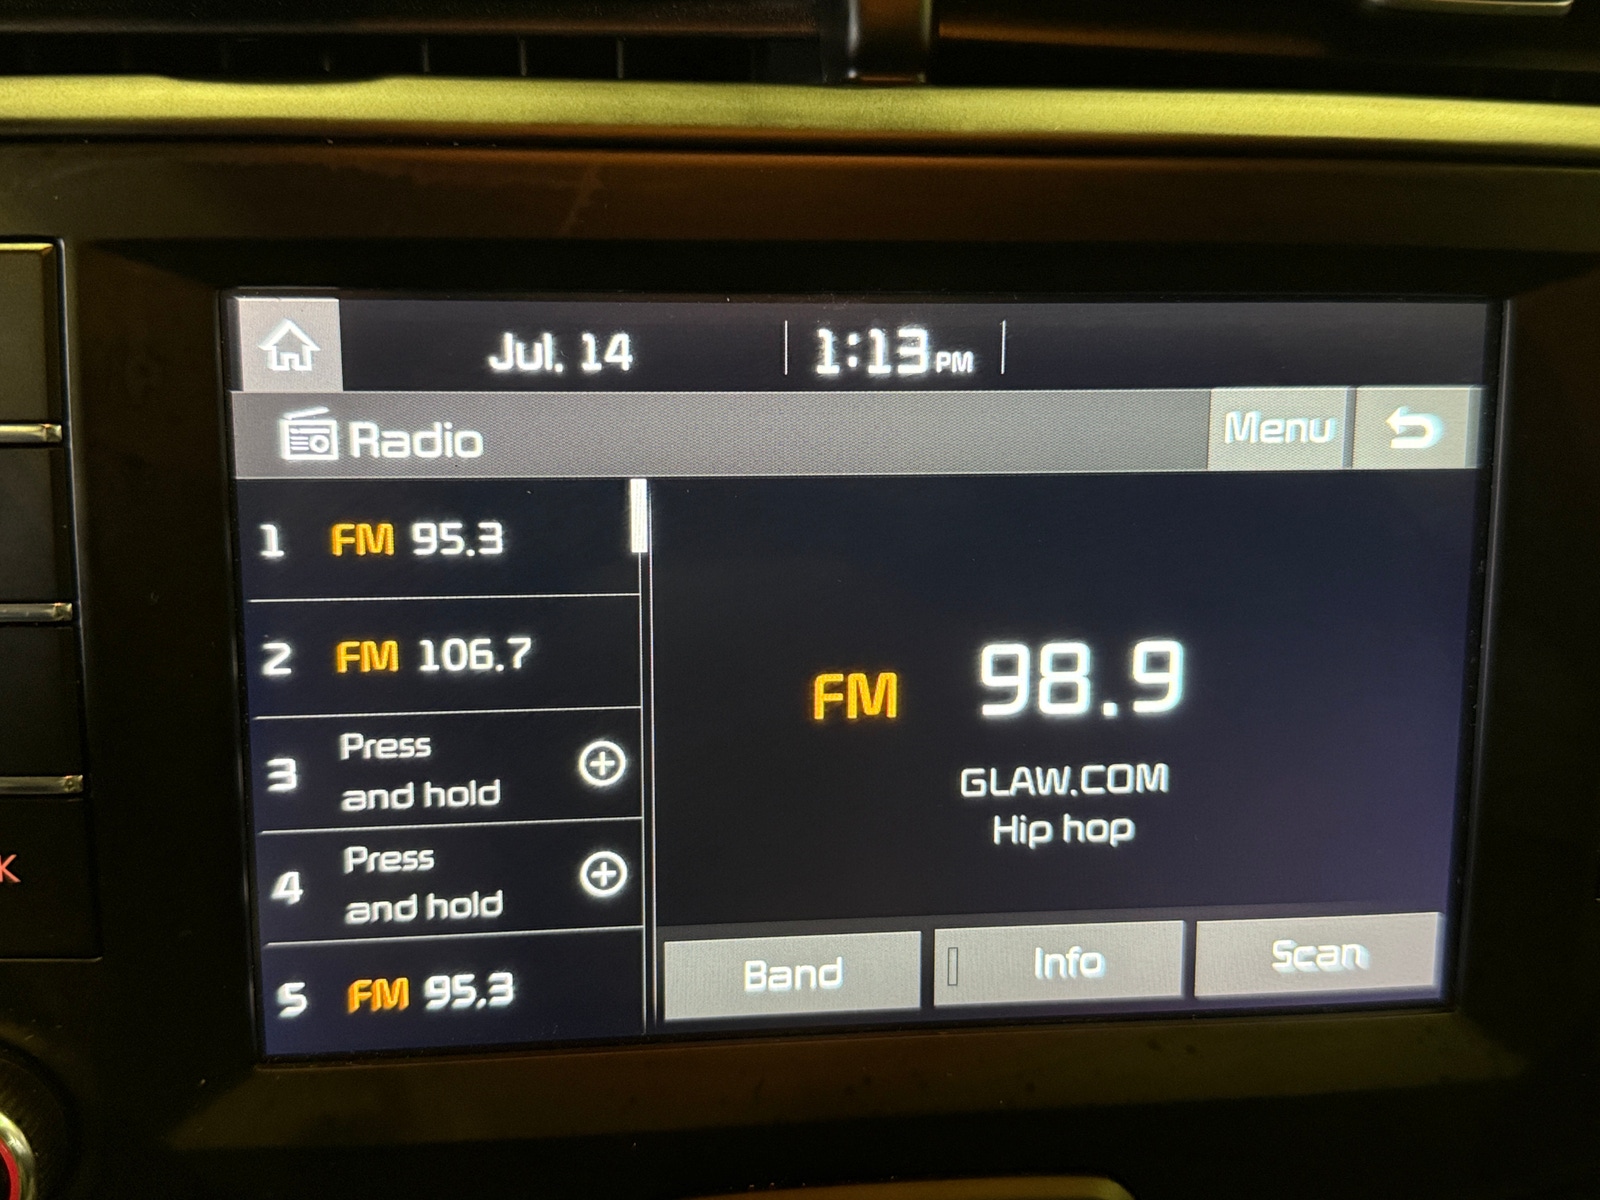 Jul. 14 1:13 PM
Radio Menu
1 FM 95.3
2 FM 106.7
3 Press
and hold
4 Press
and hold
5 FM 95.3
FM 98.9
GLAW.COM
Hip hop
Band Info Scan
K